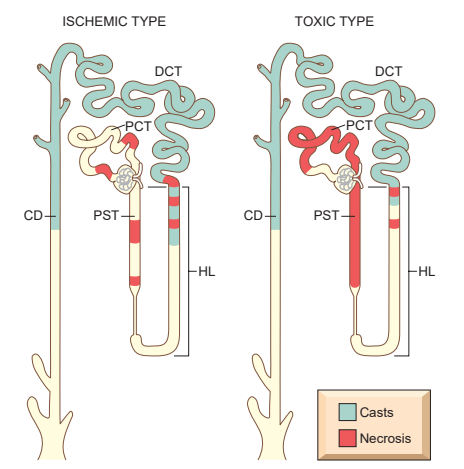 ISCHEMIC TYPE
TOXIC TYPE
DCT
DCT
PCT
PCT
CD
PST
CD
PST
HL
HL
Casts
Necrosis